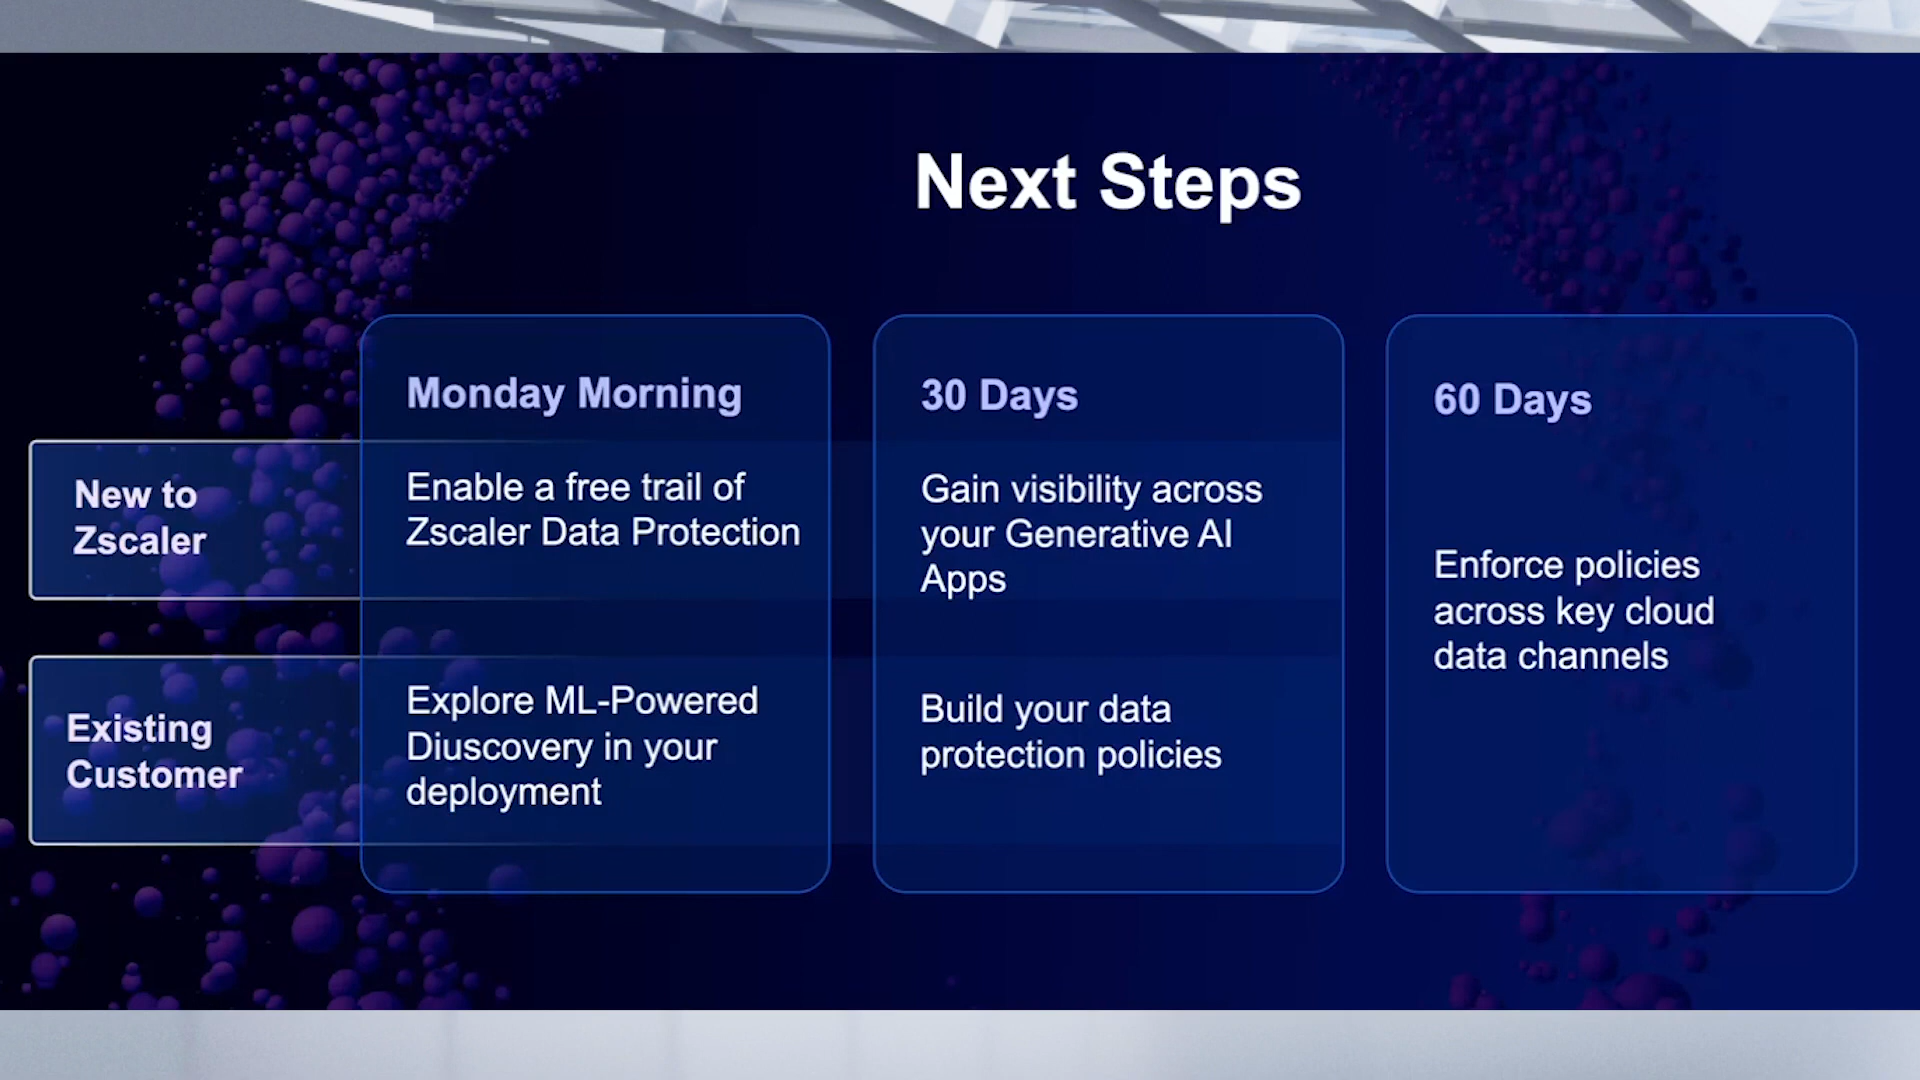 Next Steps
Monday Morning
30 Days
60 Days
New to
Zscaler
Enable a free trail of
Zscaler Data Protection
Gain visibility across
your Generative AI
Apps
Enforce policies
across key cloud
data channels
Existing
Customer
Explore ML-Powered
Diuscovery in your
deployment
Build your data
protection policies